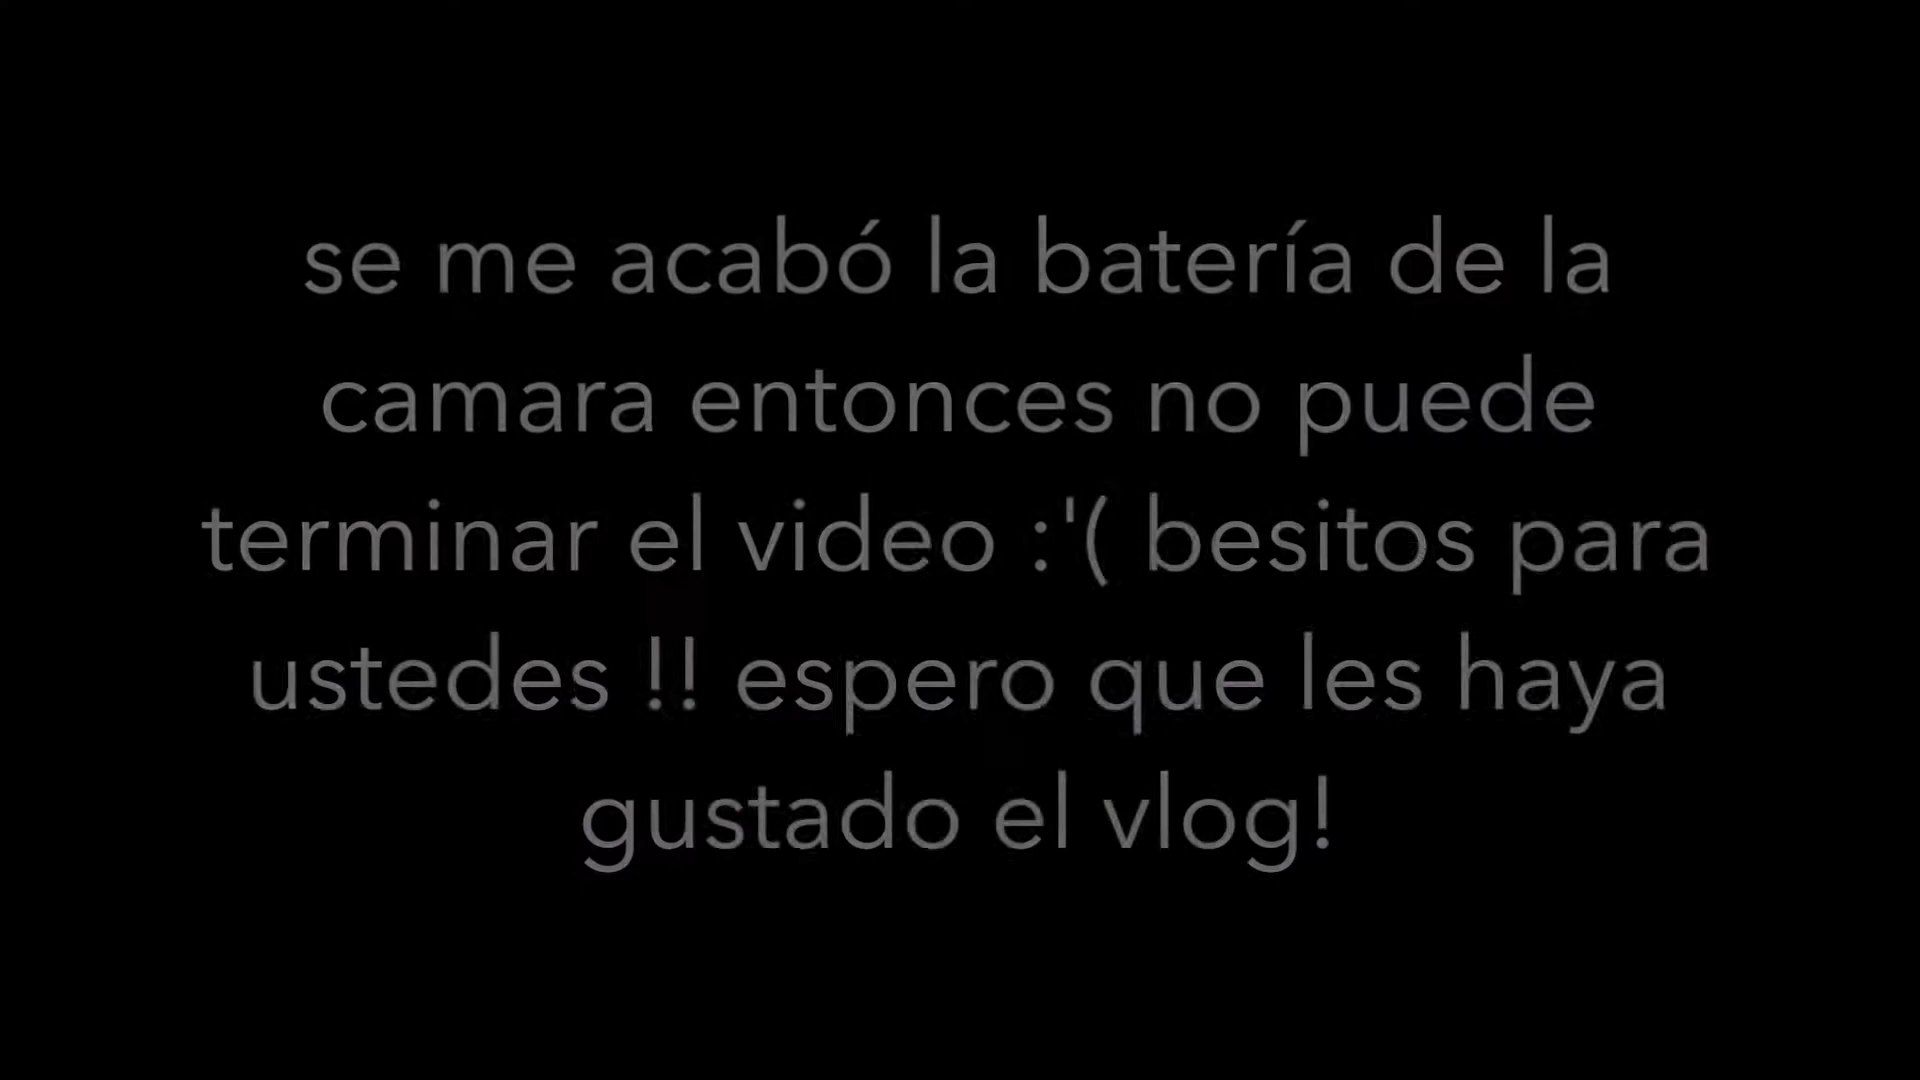 se me acabó la batería de la
camara entonces no puede
terminar el video :'( besitos para
ustedes !! espero que les haya
gustado el vlog!